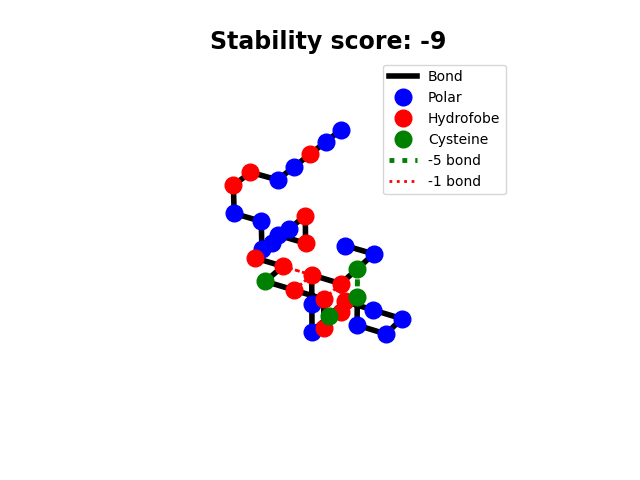 Stability score: -9
Bond
Polar
Hydrofobe
Cysteine
-5 bond
-1 bond